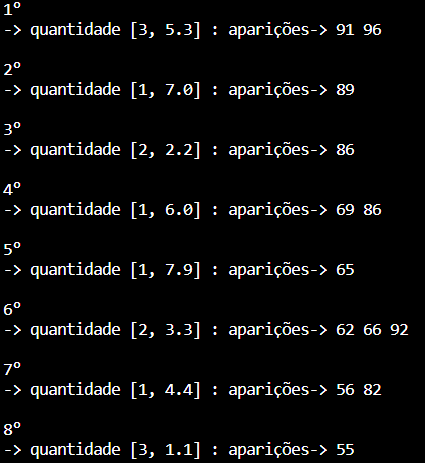 1º
-> quantidade [3, 5.3] : aparições-> 91 96
2º
-> quantidade [1, 7.0] : aparições-> 89
3º
-> quantidade [2, 2.2] : aparições-> 86
4º
-> quantidade [1, 6.0] : aparições-> 69 86
5º
-> quantidade [1, 7.9] : aparições-> 65
6º
-> quantidade [2, 3.3] : aparições-> 62 66 92
7º
-> quantidade [1, 4.4] : aparições-> 56 82
8º
-> quantidade [3, 1.1] : aparições-> 55